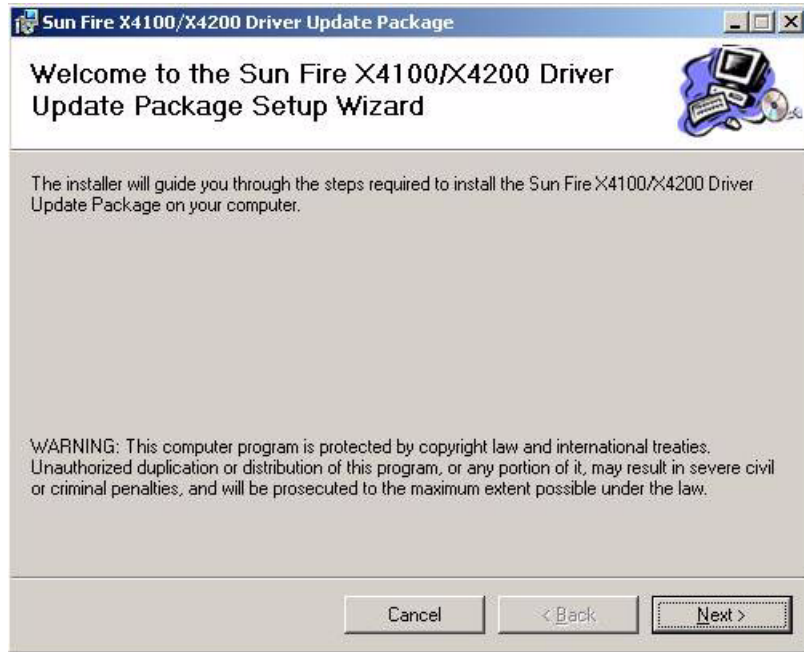 Sun Fire X4100/X4200 Driver Update Package
Welcome to the Sun Fire X4100/X4200 Driver
Update Package Setup Wizard
The installer will guide you through the steps required to install the Sun Fire X4100/X4200 Driver
Update Package on your computer.
WARNING: This computer program is protected by copyright law and international treaties.
Unauthorized duplication or distribution of this program, or any portion of it, may result in severe civil
or criminal penalties, and will be prosecuted to the maximum extent possible under the law.
Cancel
< Back
Next >